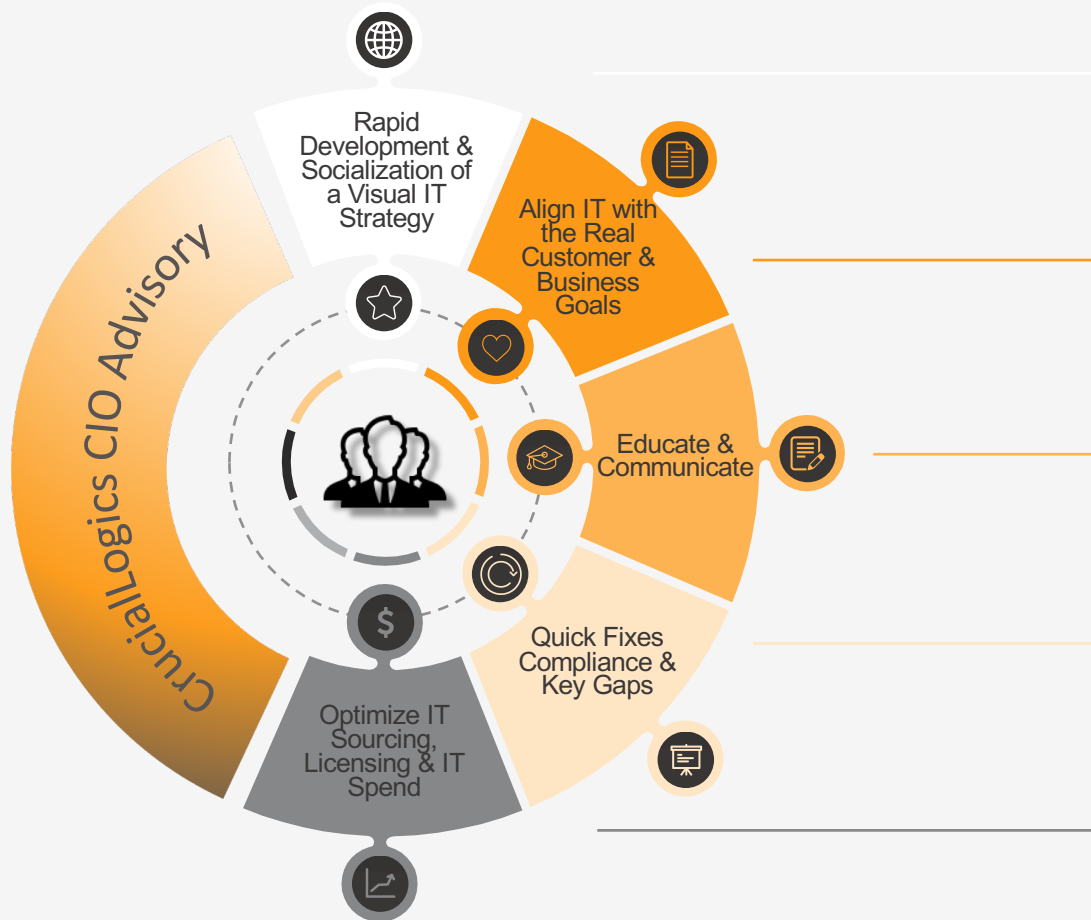 Rapid
Development &
Socialization of
a Visual IT
Strategy
Align IT with
the Real
Customer &
Business
Goals
CrucialLogics CIO Advisory
Educate &
Communicate
Quick Fixes
Compliance &
Key Gaps
$
Optimize IT
Sourcing,
Licensing & IT
Spend